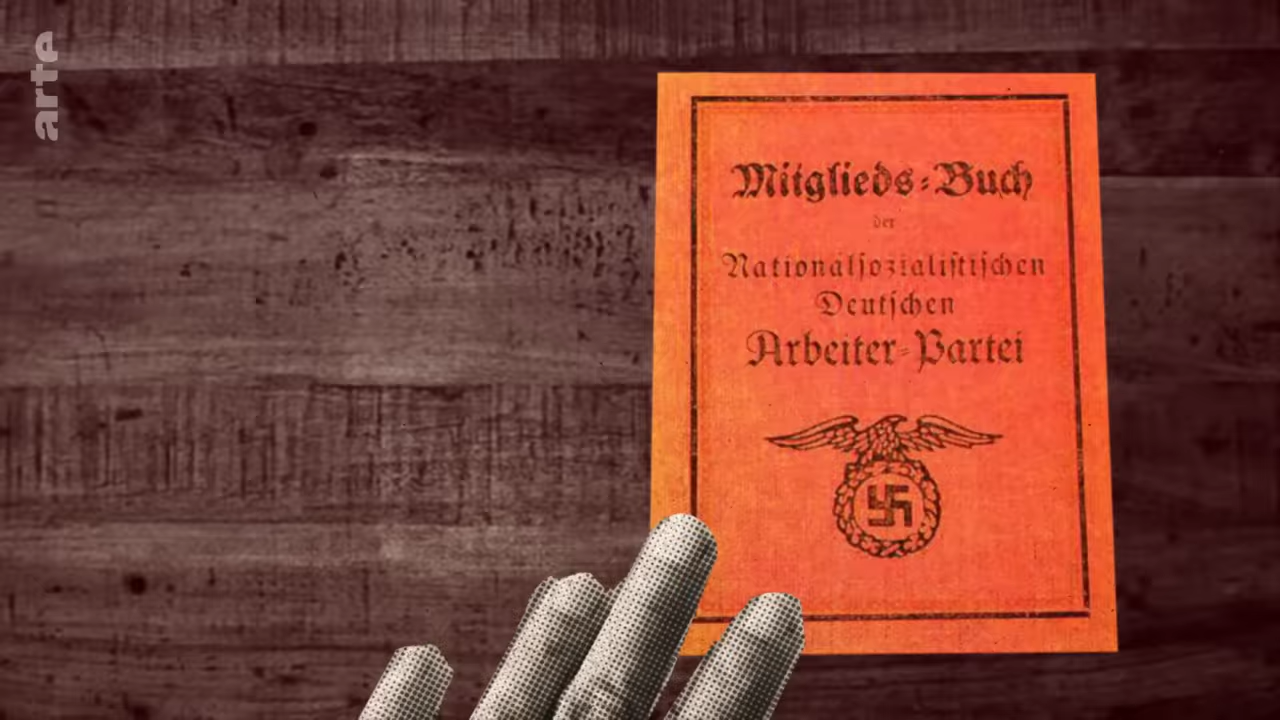 arte
Mitglieds=Buch
der
Nationalsozialistischen
Deutschen
Arbeiter=Partei